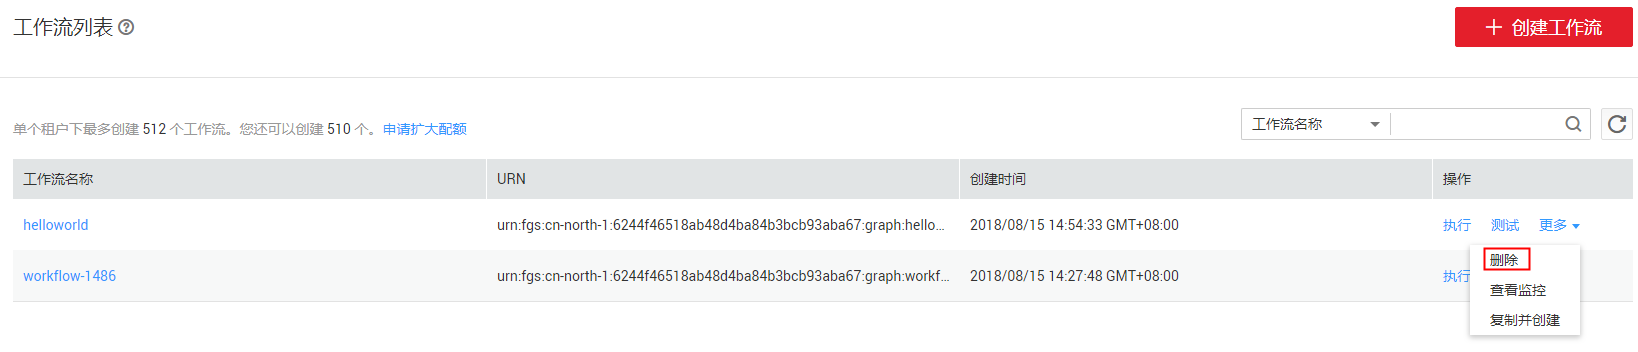 工作流列表
创建工作流
单个租户下最多创建 512 个工作流。您还可以创建 510 个。申请扩大配额
工作流名称
工作流名称 URN 创建时间 操作
helloworld urn:fgs:cn-north-1:6244f46518ab48d4ba84b3bcb93aba67:graph:hello... 2018/08/15 14:54:33 GMT+08:00 执行 测试 更多
workflow-1486 urn:fgs:cn-north-1:6244f46518ab48d4ba84b3bcb93aba67:graph:workf... 2018/08/15 14:27:48 GMT+08:00 执行
删除
查看监控
复制并创建